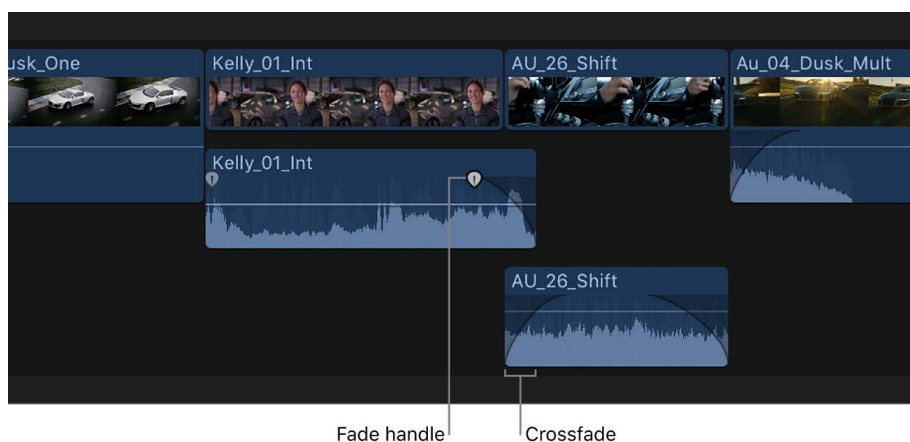 usk_One
Kelly_01_Int
AU_26_Shift
Au_04_Dusk_Mult
Kelly_01_Int
AU_26_Shift
Fade handle
Crossfade